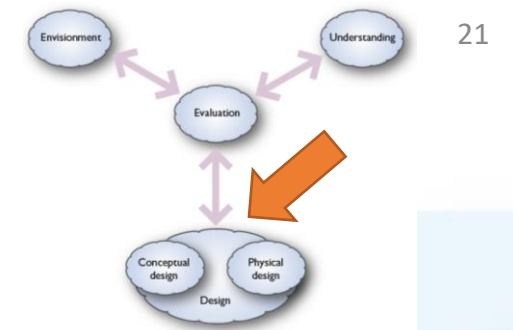 Envisionment
Understanding
21
Evaluation
Conceptual
design
Physical
design
Design